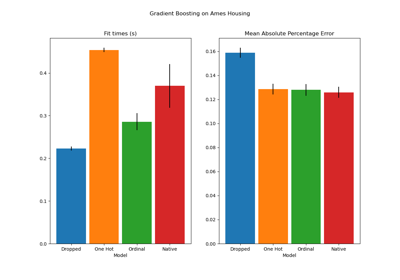 Gradient Boosting on Ames Housing
Fit times (s)
Mean Absolute Percentage Error
0.4
0.3
0.2
0.1
0.0
0.16
0.14
0.12
0.10
0.08
0.06
0.04
0.02
0.00
Dropped One Hot Ordinal Native
Model
Dropped One Hot Ordinal Native
Model